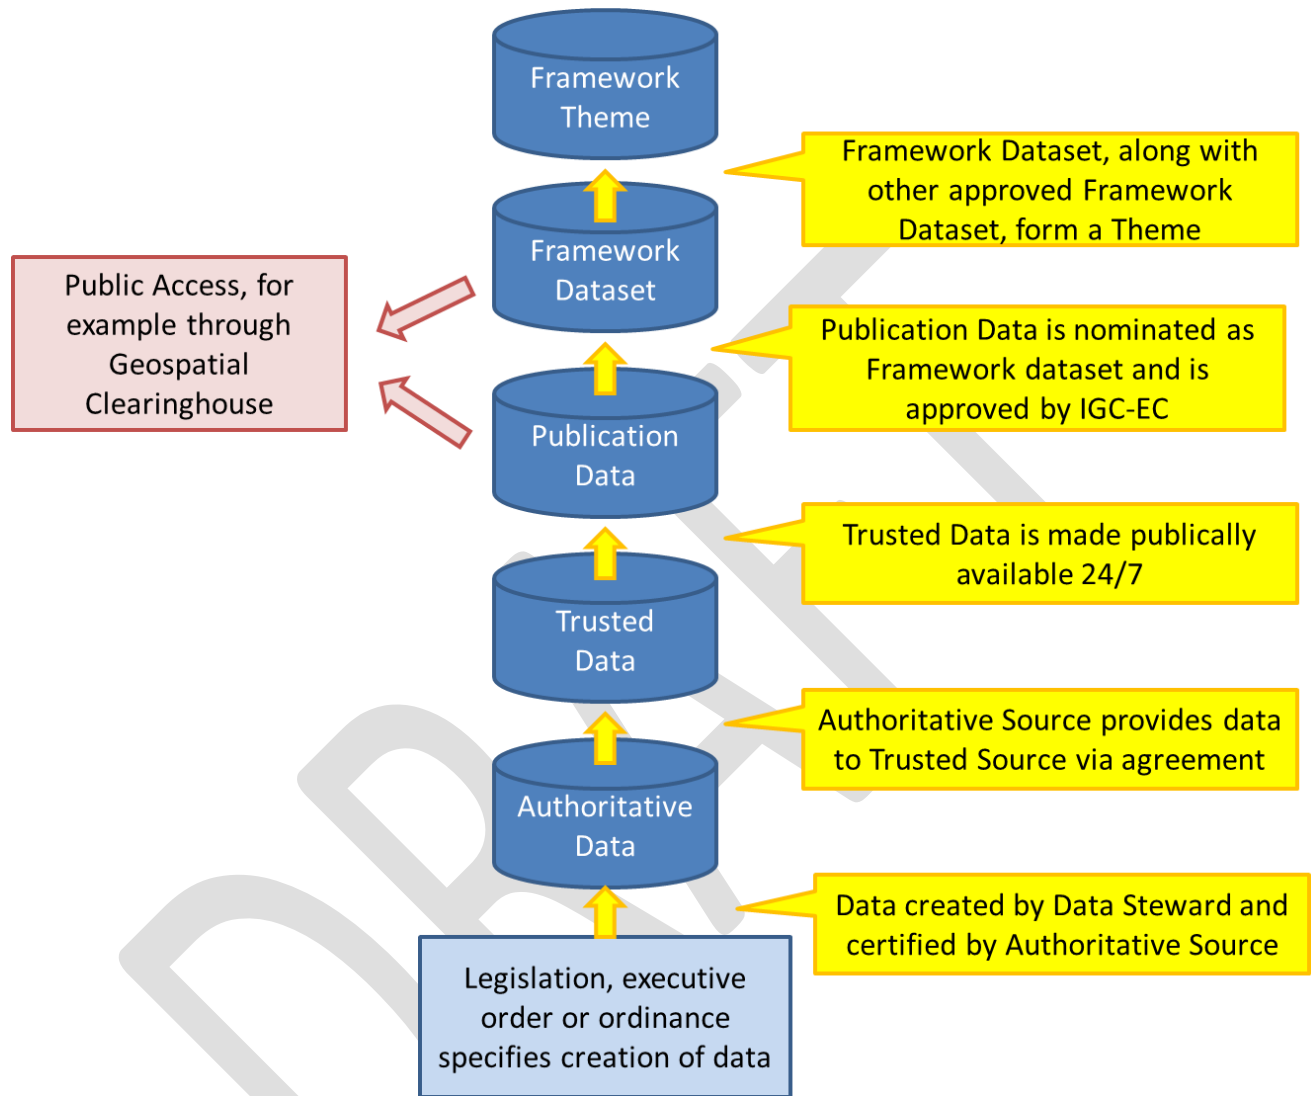 Framework
Theme
Framework Dataset, along with
other approved Framework
Dataset, form a Theme
Framework
Dataset
Public Access, for
example through
Geospatial
Clearinghouse
Publication Data is nominated as
Framework dataset and is
approved by IGC-EC
Publication
Data
Trusted Data is made publically
available 24/7
Trusted
Data
Authoritative Source provides data
to Trusted Source via agreement
Authoritative
Data
Data created by Data Steward and
certified by Authoritative Source
Legislation, executive
order or ordinance
specifies creation of data
DRAFT